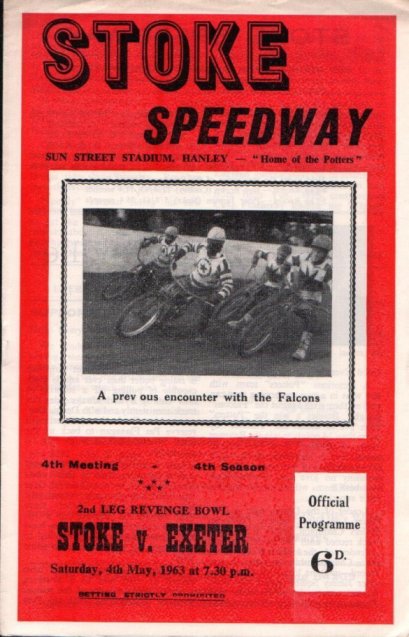 STOKE
SPEEDWAY
SUN STREET STADIUM, HANLEY — "Home of the Potters"
A prev ous encounter with the Falcons
4th Meeting - 4th Season
2nd LEG REVENGE BOWL
STOKE v. EXETER
Saturday, 4th May, 1963 at 7.30 p.m.
BETTING STRICTLY PROHIBITED
Official
Programme
6D.